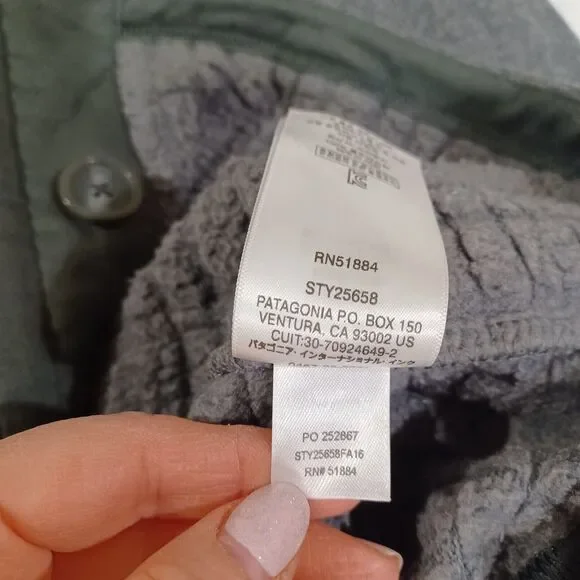 RN51884
STY25658
PATAGONIA P.O. BOX 150
VENTURA, CA 93002 US
CUIT:30-70924649-2
パタゴニア・インターナショナル・インク
PO 252867
STY25658FA16
RN# 51884